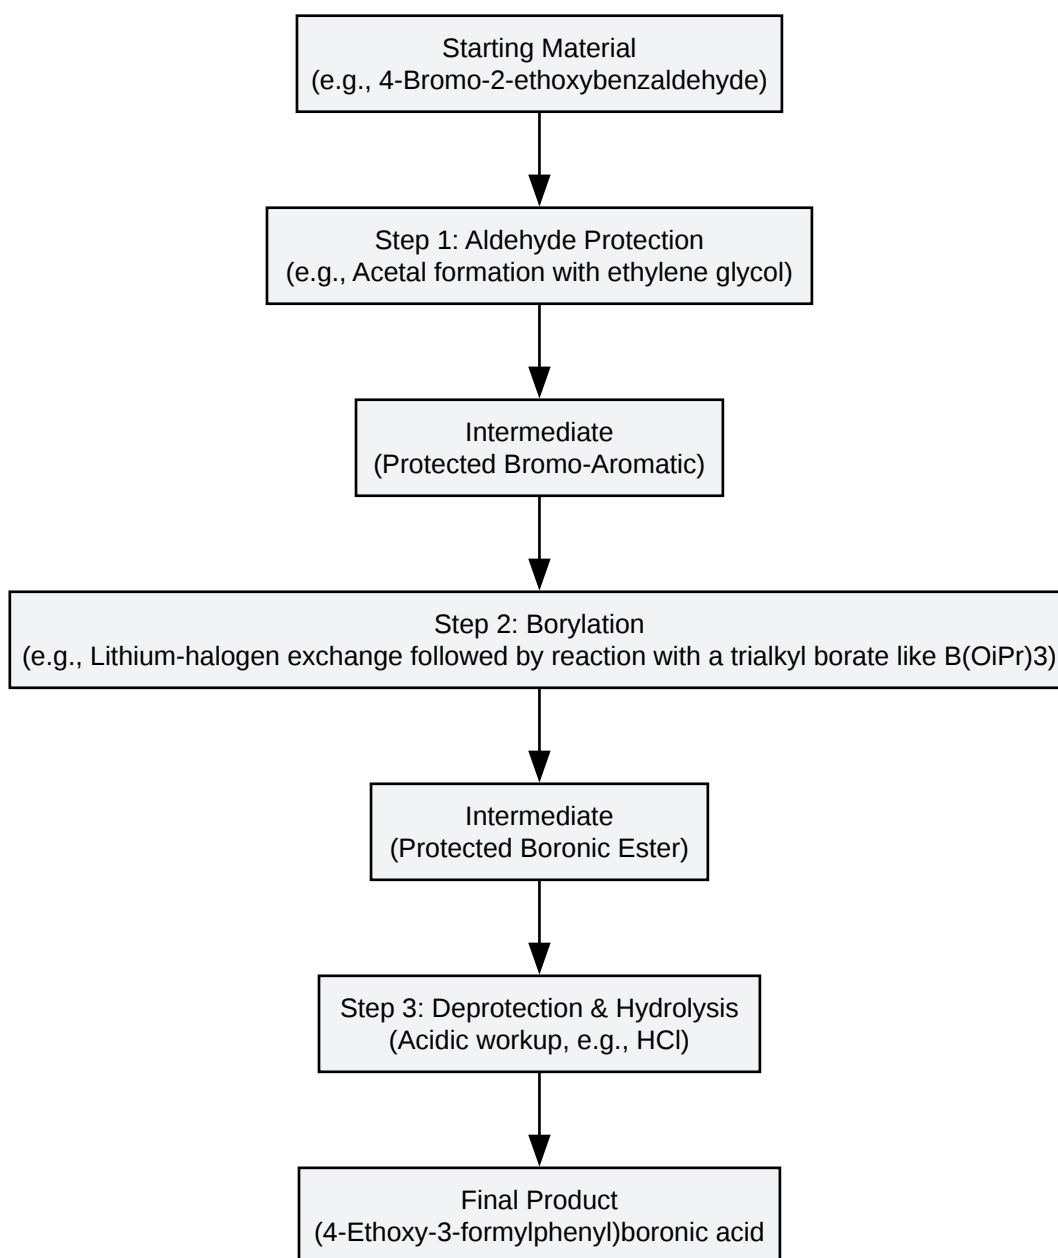 Starting Material
(e.g., 4-Bromo-2-ethoxybenzaldehyde)
Step 1: Aldehyde Protection
(e.g., Acetal formation with ethylene glycol)
Intermediate
(Protected Bromo-Aromatic)
Step 2: Borylation
(e.g., Lithium-halogen exchange followed by reaction with a trialkyl borate like B(OiPr)3)
Intermediate
(Protected Boronic Ester)
Step 3: Deprotection & Hydrolysis
(Acidic workup, e.g., HCl)
Final Product
(4-Ethoxy-3-formylphenyl)boronic acid